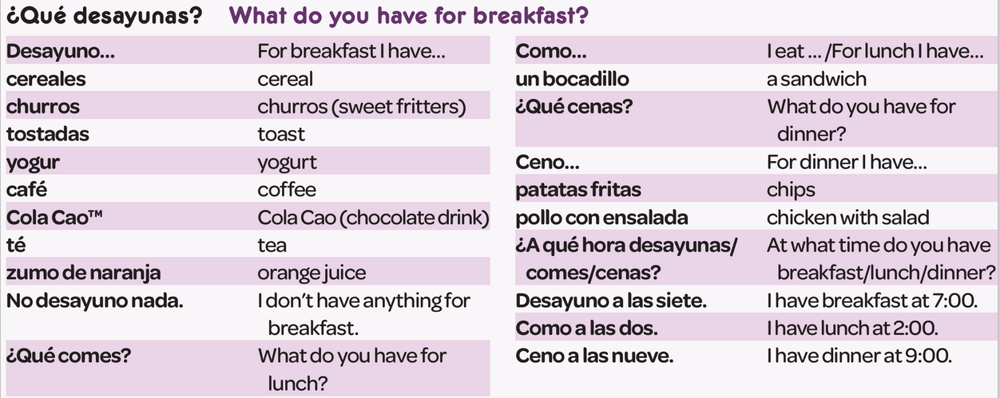 ¿Qué desayunas? What do you have for breakfast?
Desayuno... For breakfast I have...
cereales cereal
churros churros (sweet fritters)
tostadas toast
yogur yogurt
café coffee
Cola Cao™ Cola Cao (chocolate drink)
té tea
zumo de naranja orange juice
No desayuno nada. I don't have anything for
breakfast.
¿Qué comes? What do you have for
lunch?
Como... I eat ... /For lunch I have...
un bocadillo a sandwich
¿Qué cenas? What do you have for
dinner?
Ceno... For dinner I have...
patatas fritas chips
pollo con ensalada chicken with salad
¿A qué hora desayunas/ At what time do you have
comes/cenas? breakfast/lunch/dinner?
Desayuno a las siete. I have breakfast at 7:00.
Como a las dos. I have lunch at 2:00.
Ceno a las nueve. I have dinner at 9:00.